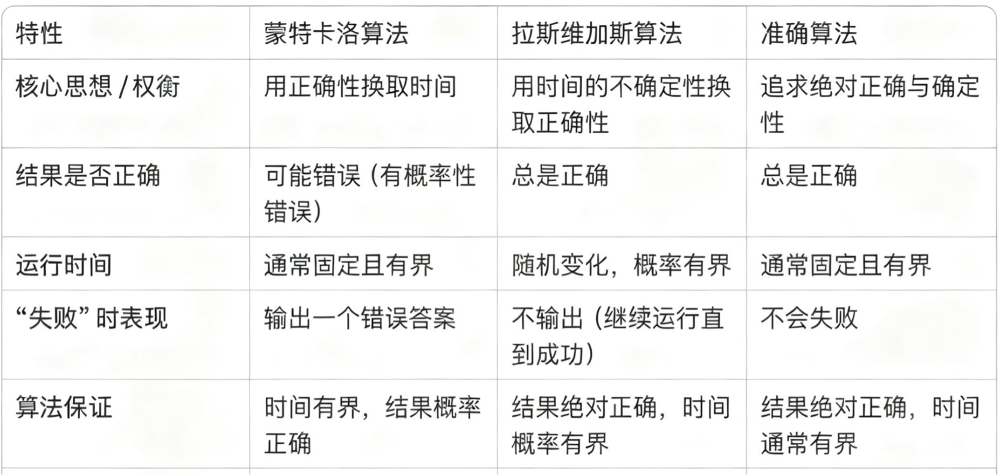 特性 蒙特卡洛算法 拉斯维加斯算法 准确算法
核心思想 / 权衡 用正确性换取时间 用时间的不确定性换 追求绝对正确与确定
取正确性 性
结果是否正确 可能错误 (有概率性 总是正确 总是正确
错误)
运行时间 通常固定且有界 随机变化，概率有界 通常固定且有界
“失败” 时表现 输出一个错误答案 不输出 (继续运行直 不会失败
到成功)
算法保证 时间有界，结果概率 结果绝对正确，时间 结果绝对正确，时间
正确 概率有界 通常有界